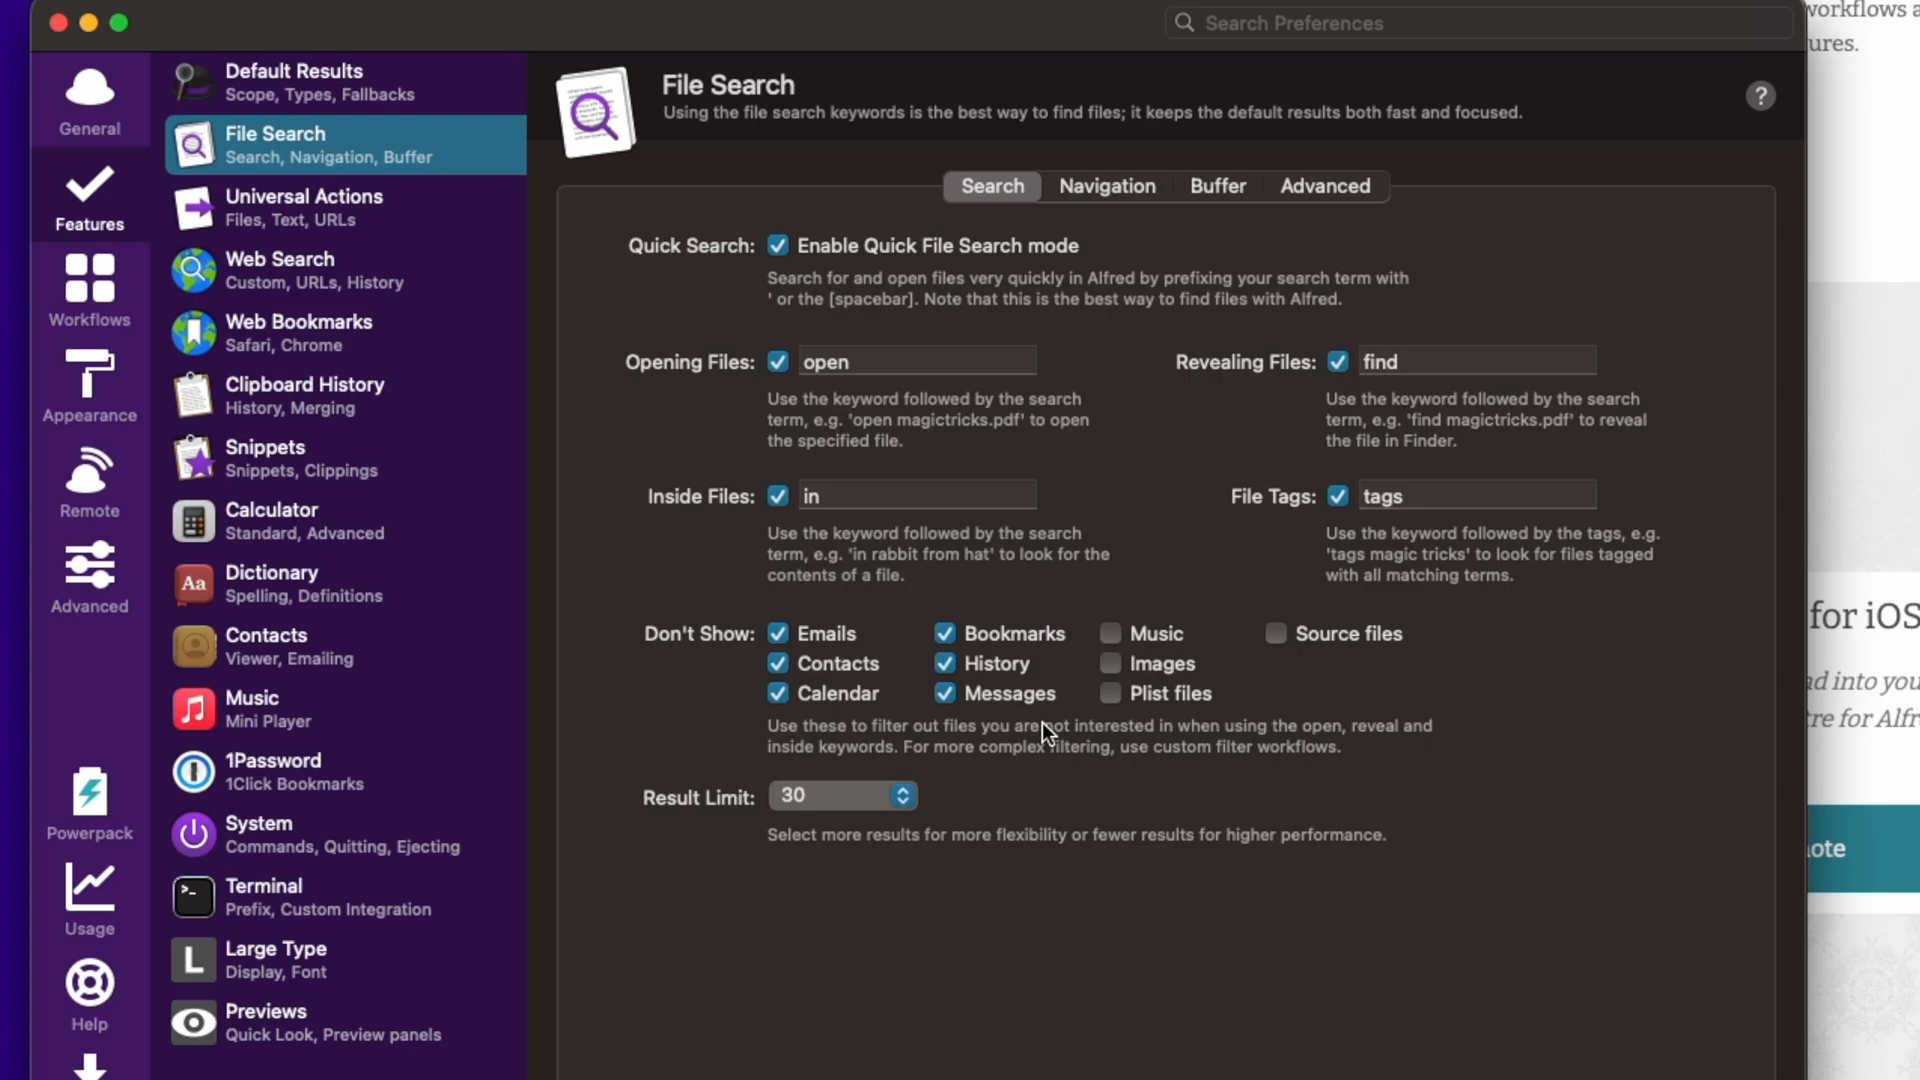 Search Preferences
General
Features
Workflows
Appearance
Remote
Advanced
Powerpack
Usage
Help
Default Results
Scope, Types, Fallbacks
File Search
Search, Navigation, Buffer
Universal Actions
Files, Text, URLs
Web Search
Custom, URLs, History
Web Bookmarks
Safari, Chrome
Clipboard History
History, Merging
Snippets
Snippets, Clippings
Calculator
Standard, Advanced
Aa
Dictionary
Spelling, Definitions
Contacts
Viewer, Emailing
Music
Mini Player
1Password
1Click Bookmarks
System
Commands, Quitting, Ejecting
>_
Terminal
Prefix, Custom Integration
L
Large Type
Display, Font
Previews
Quick Look, Preview panels
File Search
Using the file search keywords is the best way to find files; it keeps the default results both fast and focused.
?
Search Navigation Buffer Advanced
Quick Search: Enable Quick File Search mode
Search for and open files very quickly in Alfred by prefixing your search term with
' or the [spacebar]. Note that this is the best way to find files with Alfred.
Opening Files: open
Use the keyword followed by the search
term, e.g. 'open magictricks.pdf' to open
the specified file.
Revealing Files: find
Use the keyword followed by the search
term, e.g. 'find magictricks.pdf' to reveal
the file in Finder.
Inside Files: in
Use the keyword followed by the search
term, e.g. 'in rabbit from hat' to look for the
contents of a file.
File Tags: tags
Use the keyword followed by the tags, e.g.
'tags magic tricks' to look for files tagged
with all matching terms.
Don't Show: Emails Bookmarks Music Source files
Contacts History Images
Calendar Messages Plist files
Use these to filter out files you are not interested in when using the open, reveal and
inside keywords. For more complex filtering, use custom filter workflows.
Result Limit: 30
Select more results for more flexibility or fewer results for higher performance.
workflows a
ures.
for iOS
ad into you
tre for Alfr
ote